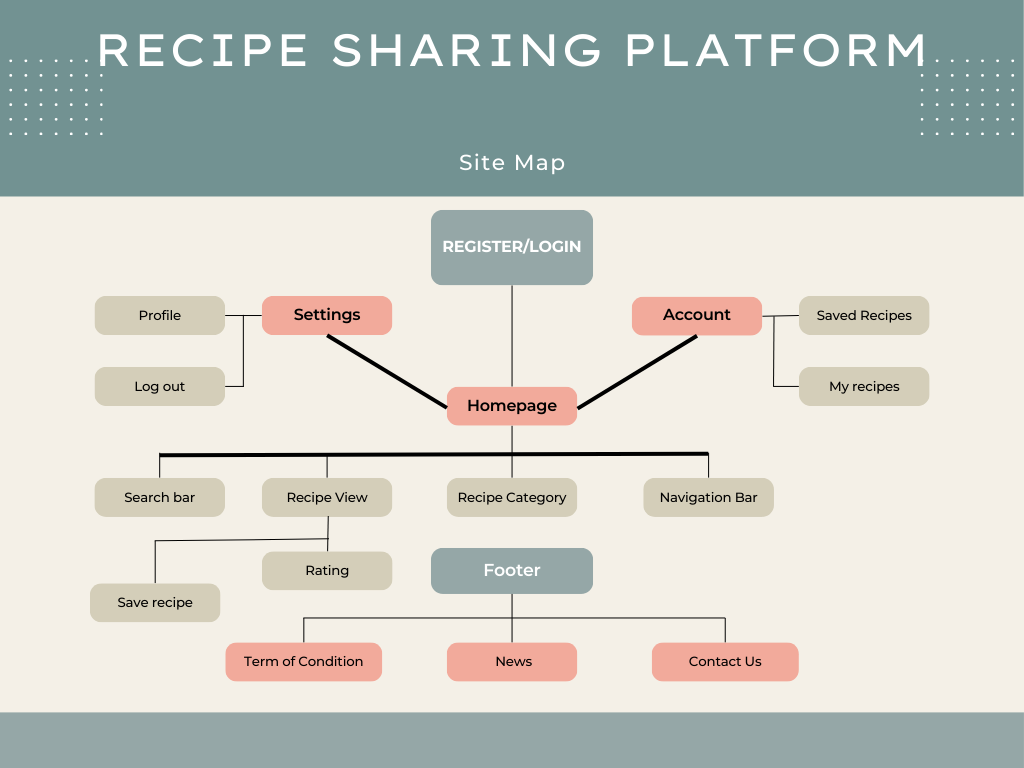 RECIPE SHARING PLATFORM
Site Map
REGISTER/LOGIN
Profile
Settings
Account
Saved Recipes
Log out
My recipes
Homepage
Search bar
Recipe View
Recipe Category
Navigation Bar
Rating
Footer
Save recipe
Term of Condition
News
Contact Us